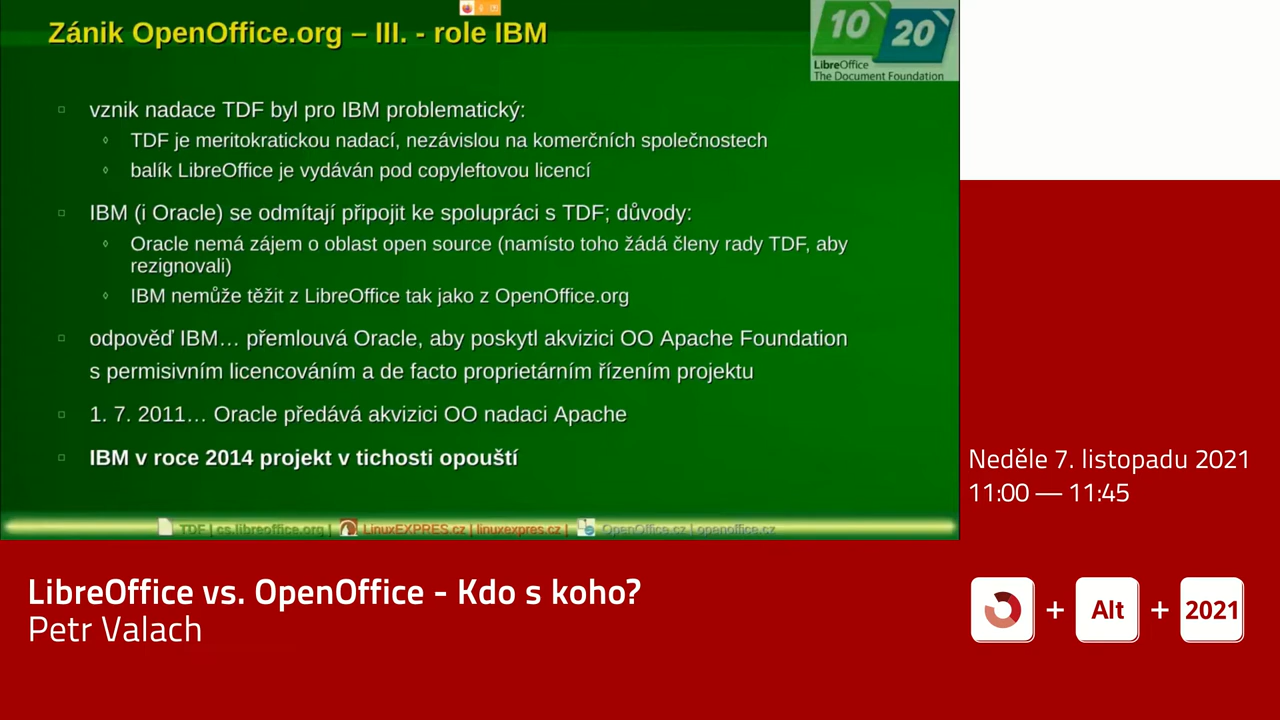 Zánik OpenOffice.org – III. - role IBM
10 20
LibreOffice
The Document Foundation
vznik nadace TDF byl pro IBM problematický:
TDF je meritokratickou nadací, nezávislou na komerčních společnostech
balík LibreOffice je vydáván pod copyleftovou licencí
IBM (i Oracle) se odmítají připojit ke spolupráci s TDF; důvody:
Oracle nemá zájem o oblast open source (namísto toho žádá členy rady TDF, aby
rezignovali)
IBM nemůže těžit z LibreOffice tak jako z OpenOffice.org
odpověď IBM… přemlouvá Oracle, aby poskytl akvizici OO Apache Foundation
s permisivním licencováním a de facto proprietárním řízením projektu
1. 7. 2011… Oracle předává akvizici OO nadaci Apache
IBM v roce 2014 projekt v tichosti opouští
TDF | cs.libreoffice.org | LinuxEXPRES.cz | linuxexpres.cz | OpenOffice.cz | openoffice.cz
Neděle 7. listopadu 2021
11:00 — 11:45
LibreOffice vs. OpenOffice - Kdo s koho?
Petr Valach
+ Alt + 2021